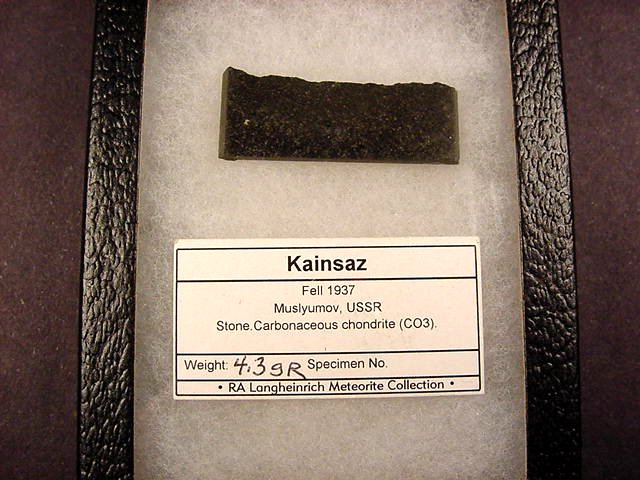 Kainsaz
Fell 1937
Muslyumov, USSR
Stone.Carbonaceous chondrite (CO3).
Weight: 4.3gR Specimen No.
• RA Langheinrich Meteorite Collection •